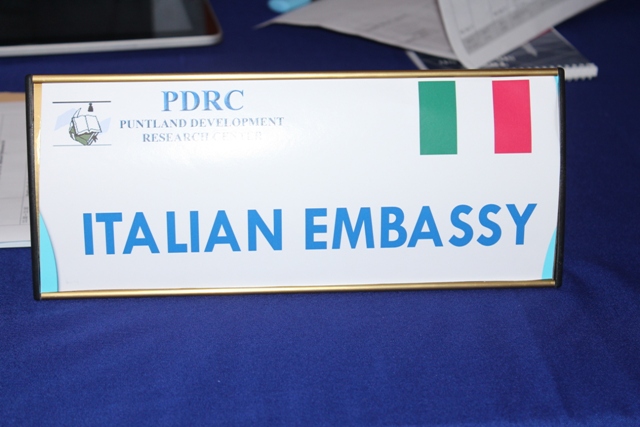 PDRC
PUNTLAND DEVELOPMENT
RESEARCH CENTER
ITALIAN EMBASSY